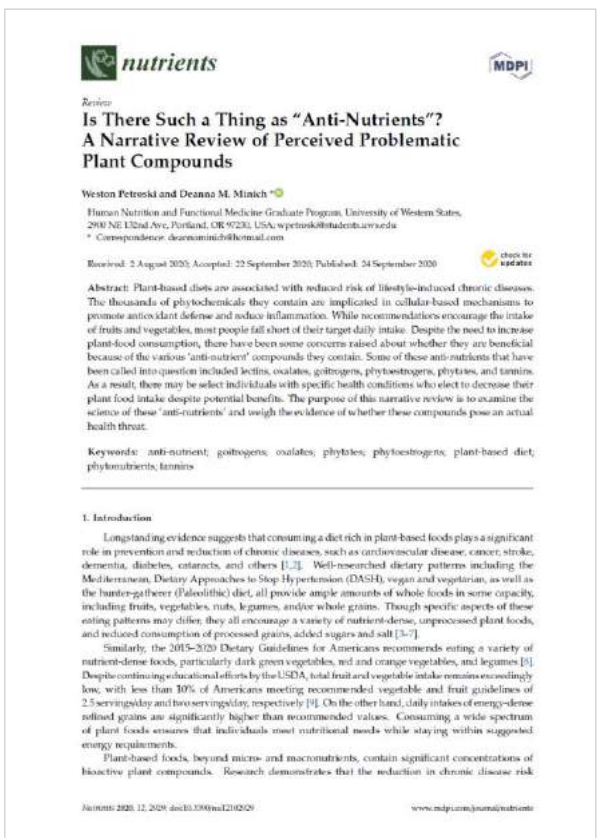 nutrients
MDPI
Review
Is There Such a Thing as “Anti-Nutrients”?
A Narrative Review of Perceived Problematic
Plant Compounds
Weston Petroski and Deanna M. Minich *
Human Nutrition and Functional Medicine Graduate Program, University of Western States,
2900 NE 132nd Ave, Portland, OR 97230, USA; wpetroski@students.uws.edu
* Correspondence: deannaminich@hotmail.com
Received: 2 August 2020; Accepted: 22 September 2020; Published: 24 September 2020
check for
updates
Abstract: Plant-based diets are associated with reduced risk of lifestyle-induced chronic diseases.
The thousands of phytochemicals they contain are implicated in cellular-based mechanisms to
promote antioxidant defense and reduce inflammation. While recommendations encourage the intake
of fruits and vegetables, most people fall short of their target daily intake. Despite the need to increase
plant-food consumption, there have been some concerns raised about whether they are beneficial
because of the various ‘anti-nutrient’ compounds they contain. Some of these anti-nutrients that have
been called into question included lectins, oxalates, goitrogens, phytoestrogens, phytates, and tannins.
As a result, there may be select individuals with specific health conditions who elect to decrease their
plant food intake despite potential benefits. The purpose of this narrative review is to examine the
science of these ‘anti-nutrients’ and weigh the evidence of whether these compounds pose an actual
health threat.
Keywords: anti-nutrient; goitrogens; oxalates; phytates; phytoestrogens; plant-based diet;
phytonutrients; tannins
1. Introduction
Longstanding evidence suggests that consuming a diet rich in plant-based foods plays a significant
role in prevention and reduction of chronic diseases, such as cardiovascular disease, cancer, stroke,
dementia, diabetes, cataracts, and others [1,2]. Well-researched dietary patterns including the
Mediterranean, Dietary Approaches to Stop Hypertension (DASH), vegan and vegetarian, as well as
the hunter-gatherer (Paleolithic) diet, all provide ample amounts of whole foods in some capacity,
including fruits, vegetables, nuts, legumes, and/or whole grains. Though specific aspects of these
eating patterns may differ, they all encourage a variety of nutrient-dense, unprocessed plant foods,
and reduced consumption of processed grains, added sugars and salt [3–7].
Similarly, the 2015–2020 Dietary Guidelines for Americans recommends eating a variety of
nutrient-dense foods, particularly dark green vegetables, red and orange vegetables, and legumes [8].
Despite continuing educational efforts by the USDA, total fruit and vegetable intake remains exceedingly
low, with less than 10% of Americans meeting recommended vegetable and fruit guidelines of
2.5 servings/day and two servings/day, respectively [9]. On the other hand, daily intakes of energy-dense
refined grains are significantly higher than recommended values. Consuming a wide spectrum
of plant foods ensures that individuals meet nutritional needs while staying within suggested
energy requirements.
Plant-based foods, beyond micro- and macronutrients, contain significant concentrations of
bioactive plant compounds. Research demonstrates that the reduction in chronic disease risk
Nutrients 2020, 12, 2929; doi:10.3390/nu12102929
www.mdpi.com/journal/nutrients